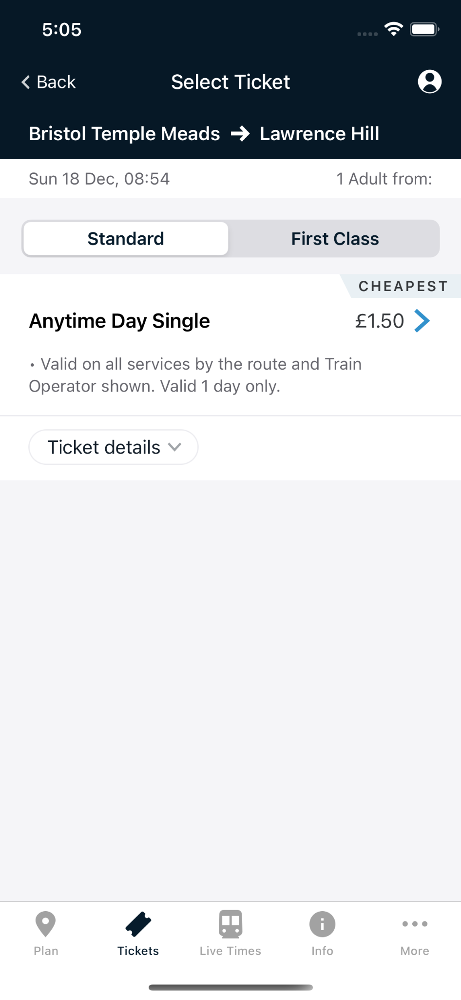 5:05
Back
Select Ticket
Bristol Temple Meads → Lawrence Hill
Sun 18 Dec, 08:54
1 Adult from:
Standard
First Class
CHEAPEST
Anytime Day Single
£1.50
• Valid on all services by the route and Train
Operator shown. Valid 1 day only.
Ticket details
Plan
Tickets
Live Times
Info
More